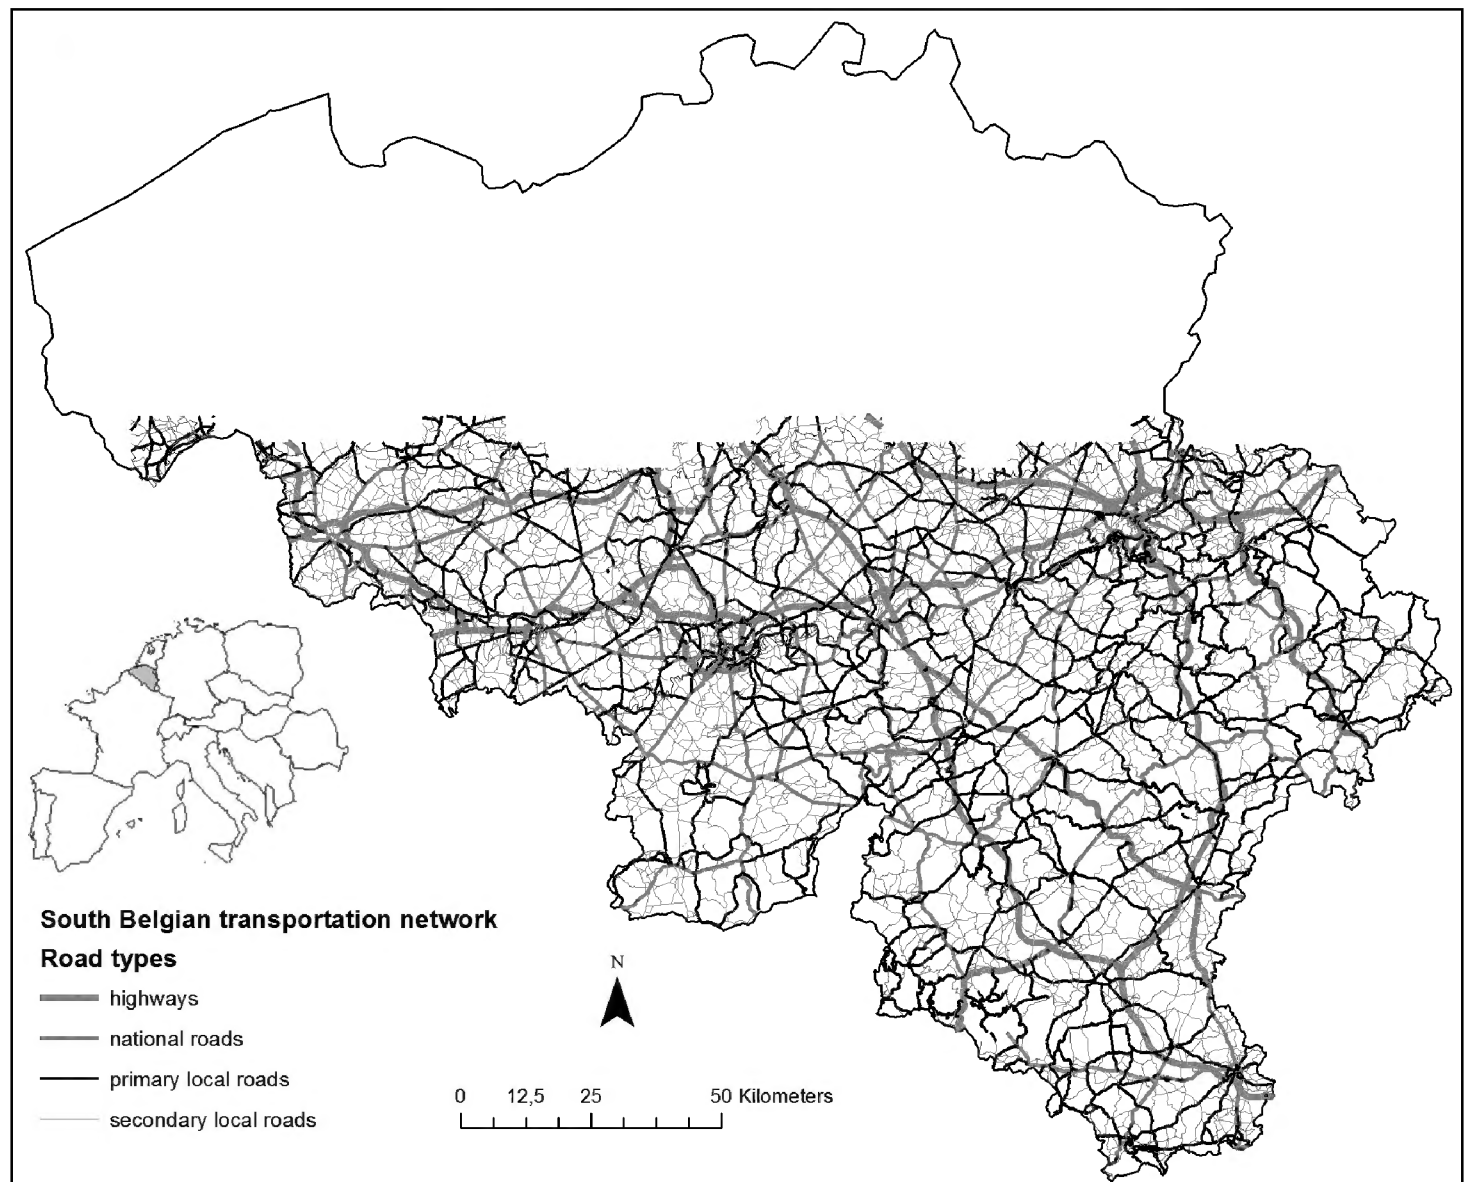 South Belgian transportation network
Road types
highways
national roads
primary local roads
secondary local roads
N
0 12,5 25 50 Kilometers